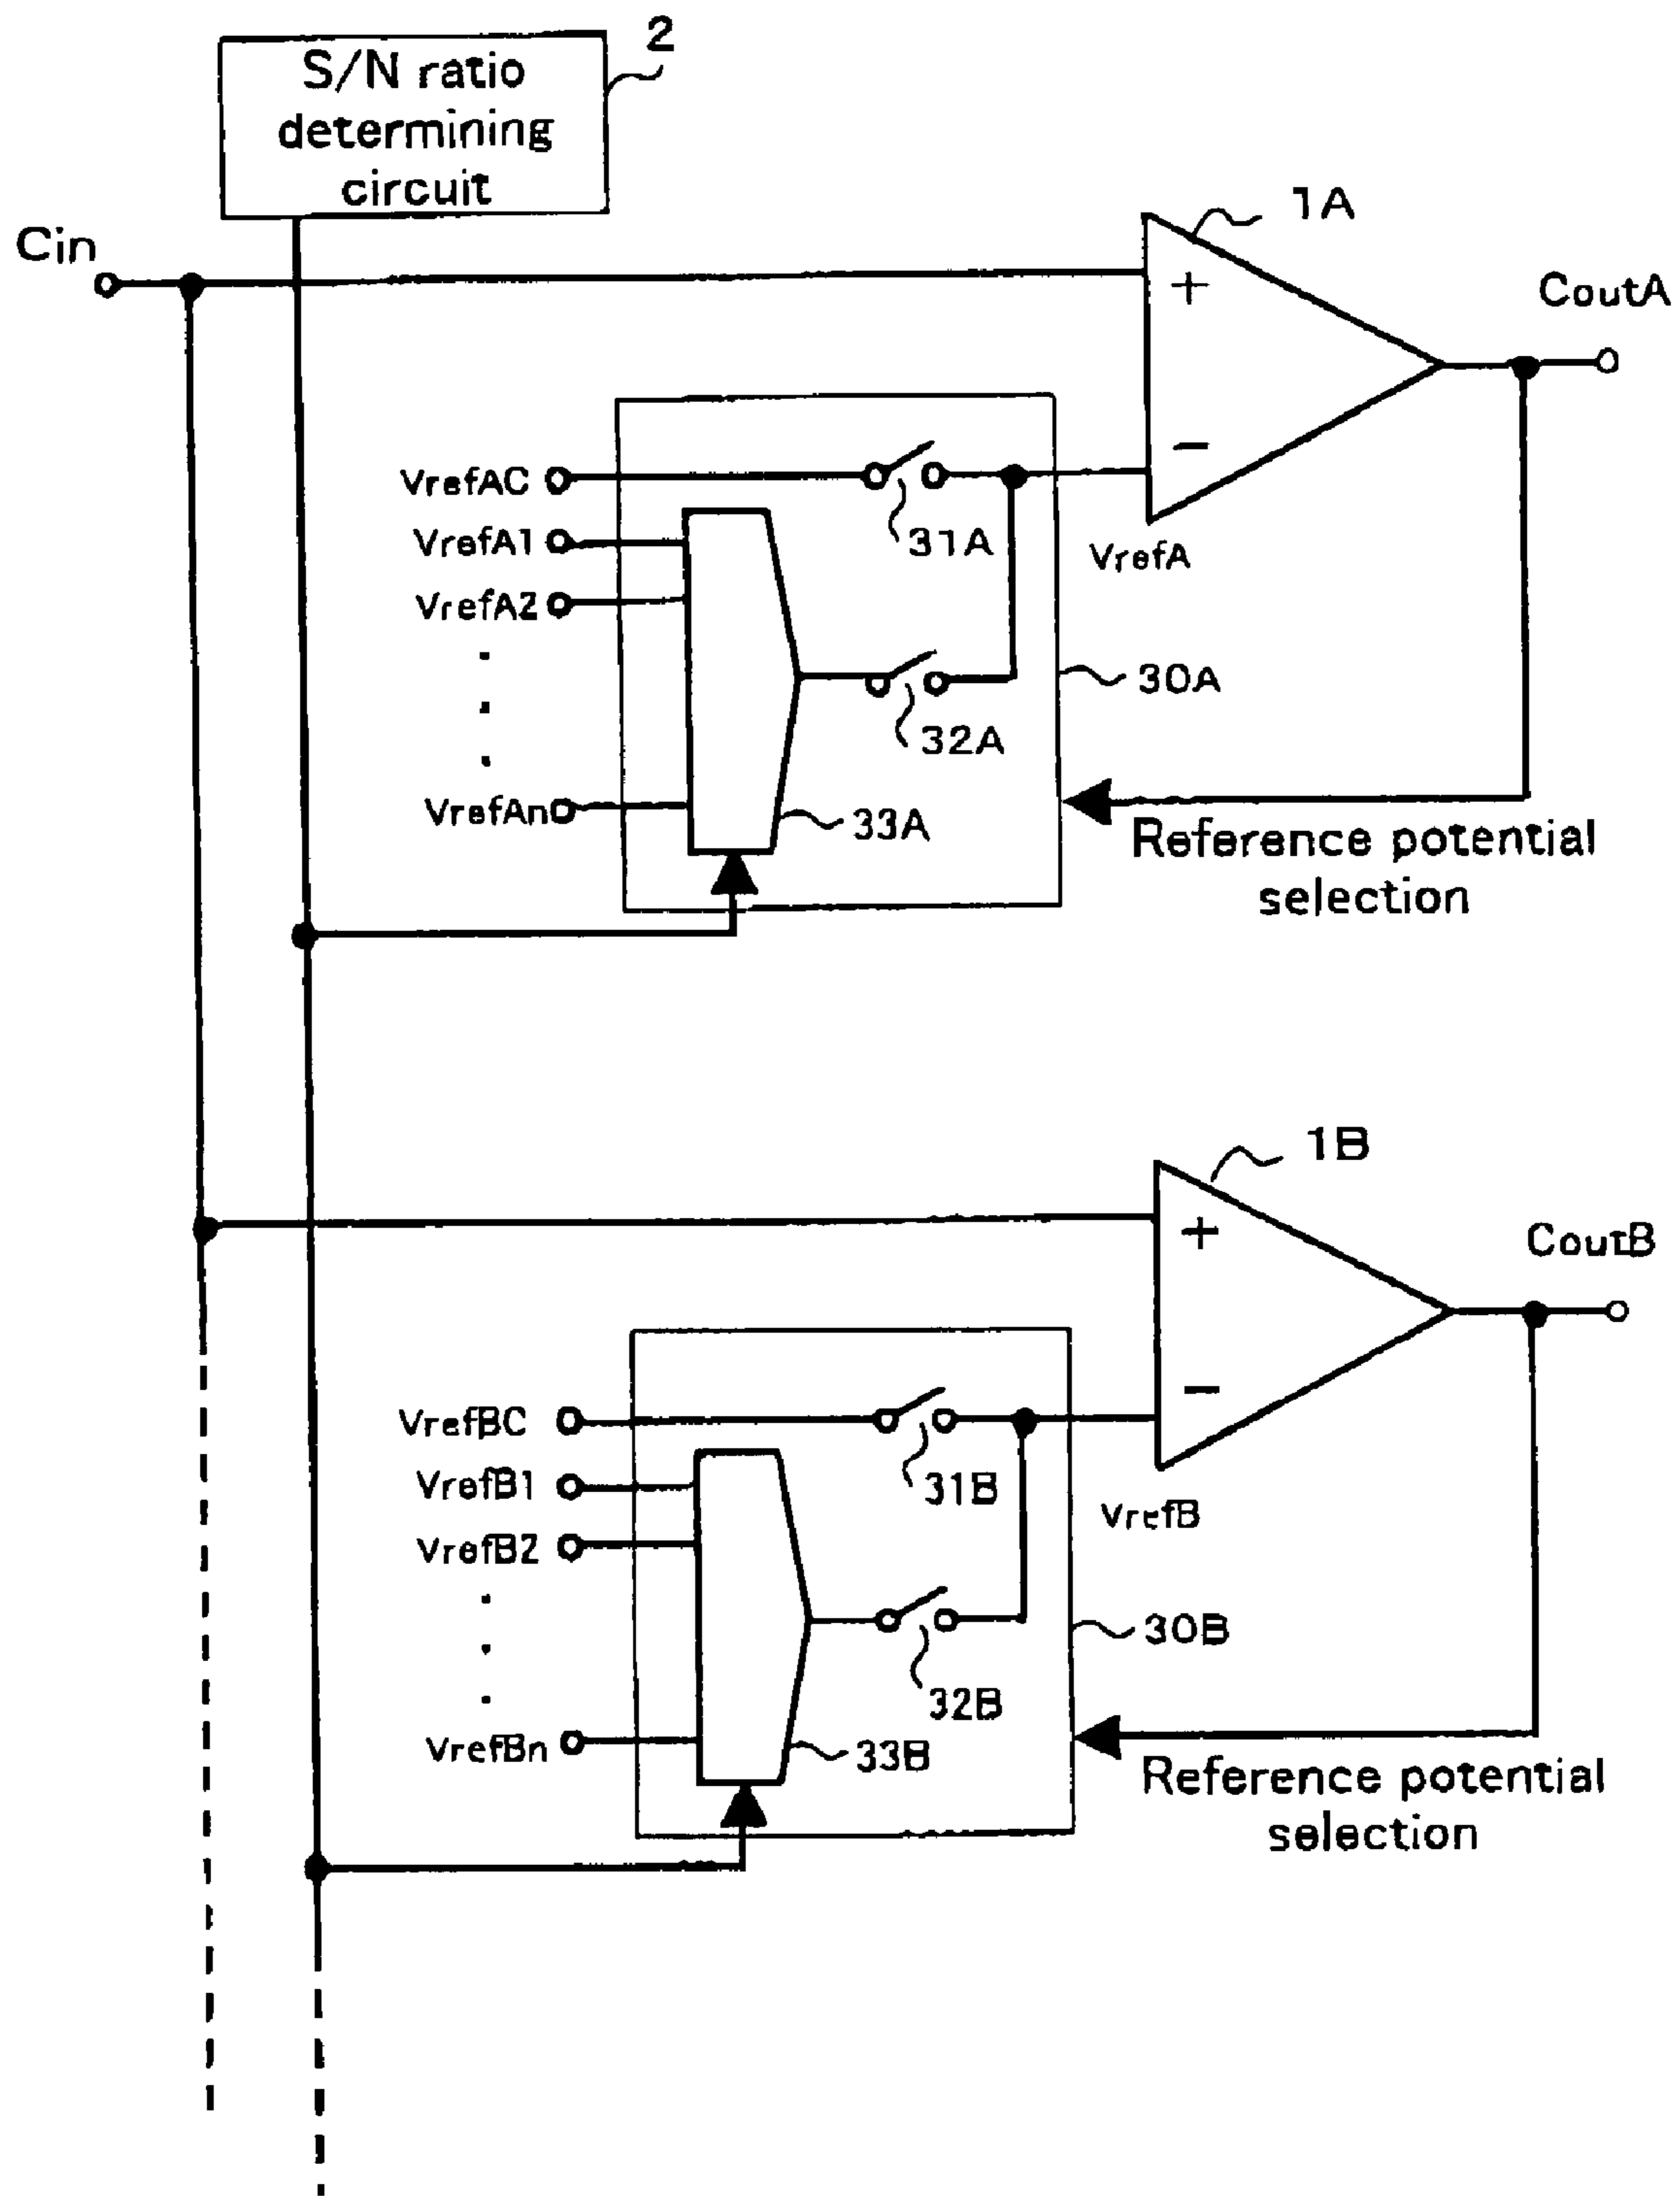 2
S/N ratio
determining
circuit
Cin
1A
CoutA
+
−
VrefAC
31A
VrefA1
VrefA
VrefA2
30A
32A
VrefAn
33A
Reference potential
selection
1B
+
CoutB
−
VrefBC
31B
VrefB1
VrefB
VrefB2
30B
32B
VrefBn
33B
Reference potential
selection